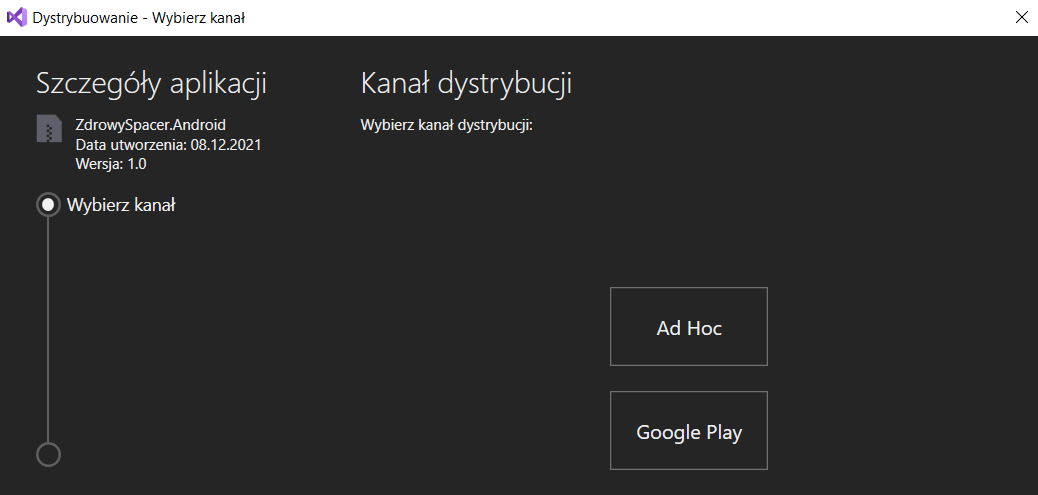 Dystrybuowanie - Wybierz kanał
Szczegóły aplikacji
ZdrowySpacer.Android
Data utworzenia: 08.12.2021
Wersja: 1.0
Wybierz kanał
Kanał dystrybucji
Wybierz kanał dystrybucji:
Ad Hoc
Google Play